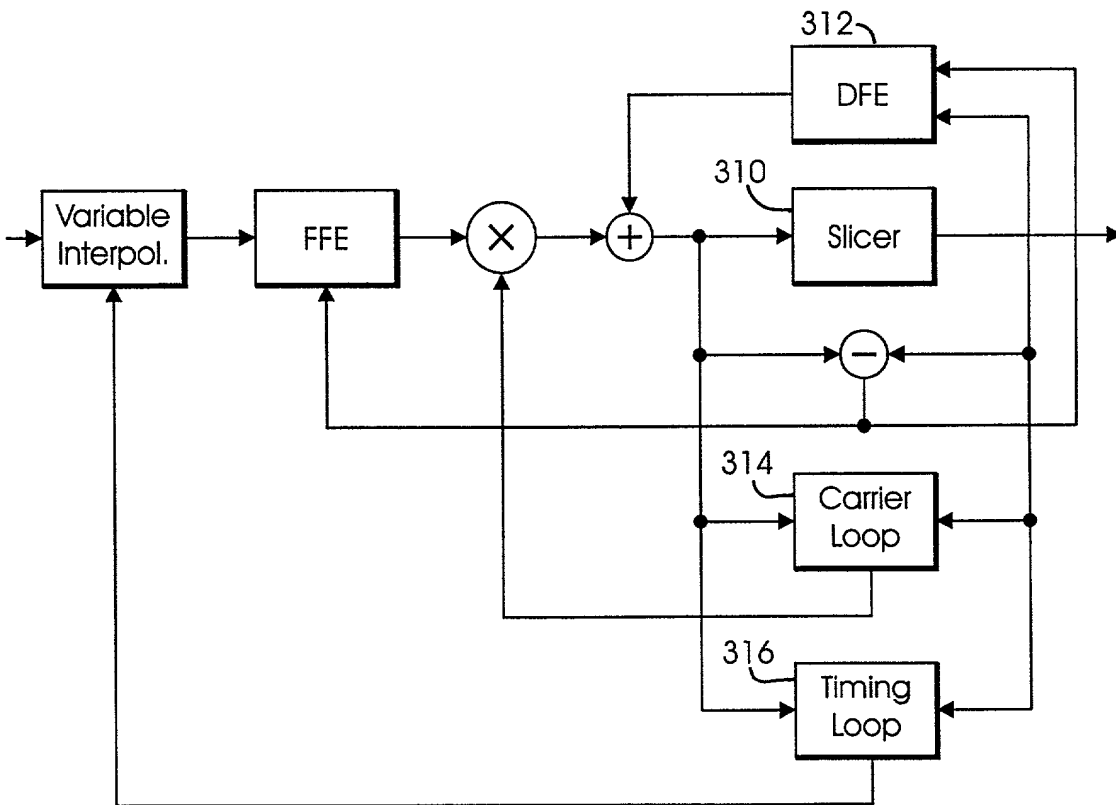 312
DFE
310
Variable
Interpol.
FFE
×
+
Slicer
−
314
Carrier
Loop
316
Timing
Loop